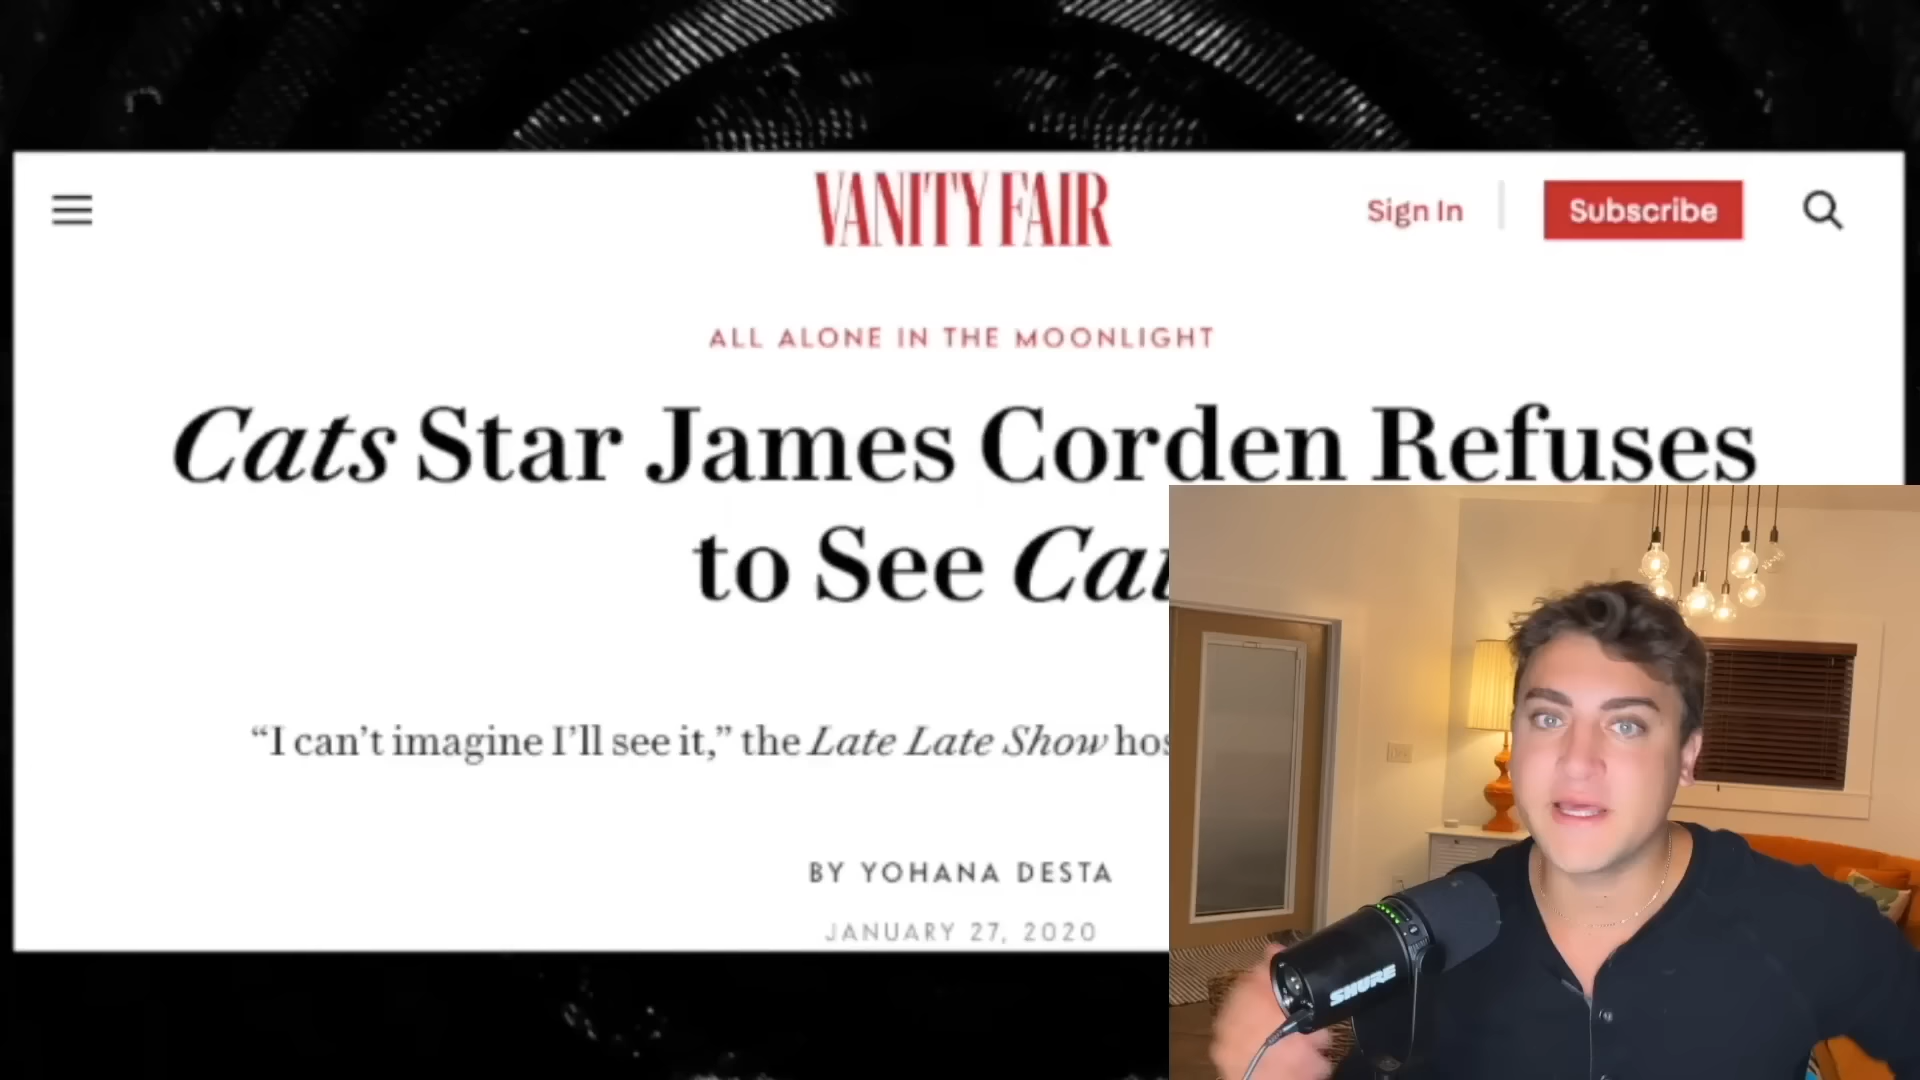 VANITY FAIR
Sign In
Subscribe
ALL ALONE IN THE MOONLIGHT
Cats Star James Corden Refuses
to See
“I can’t imagine I’ll see it,” the Late Late Show
BY YOHANA DESTA
JANUARY 27, 2020
SHURE